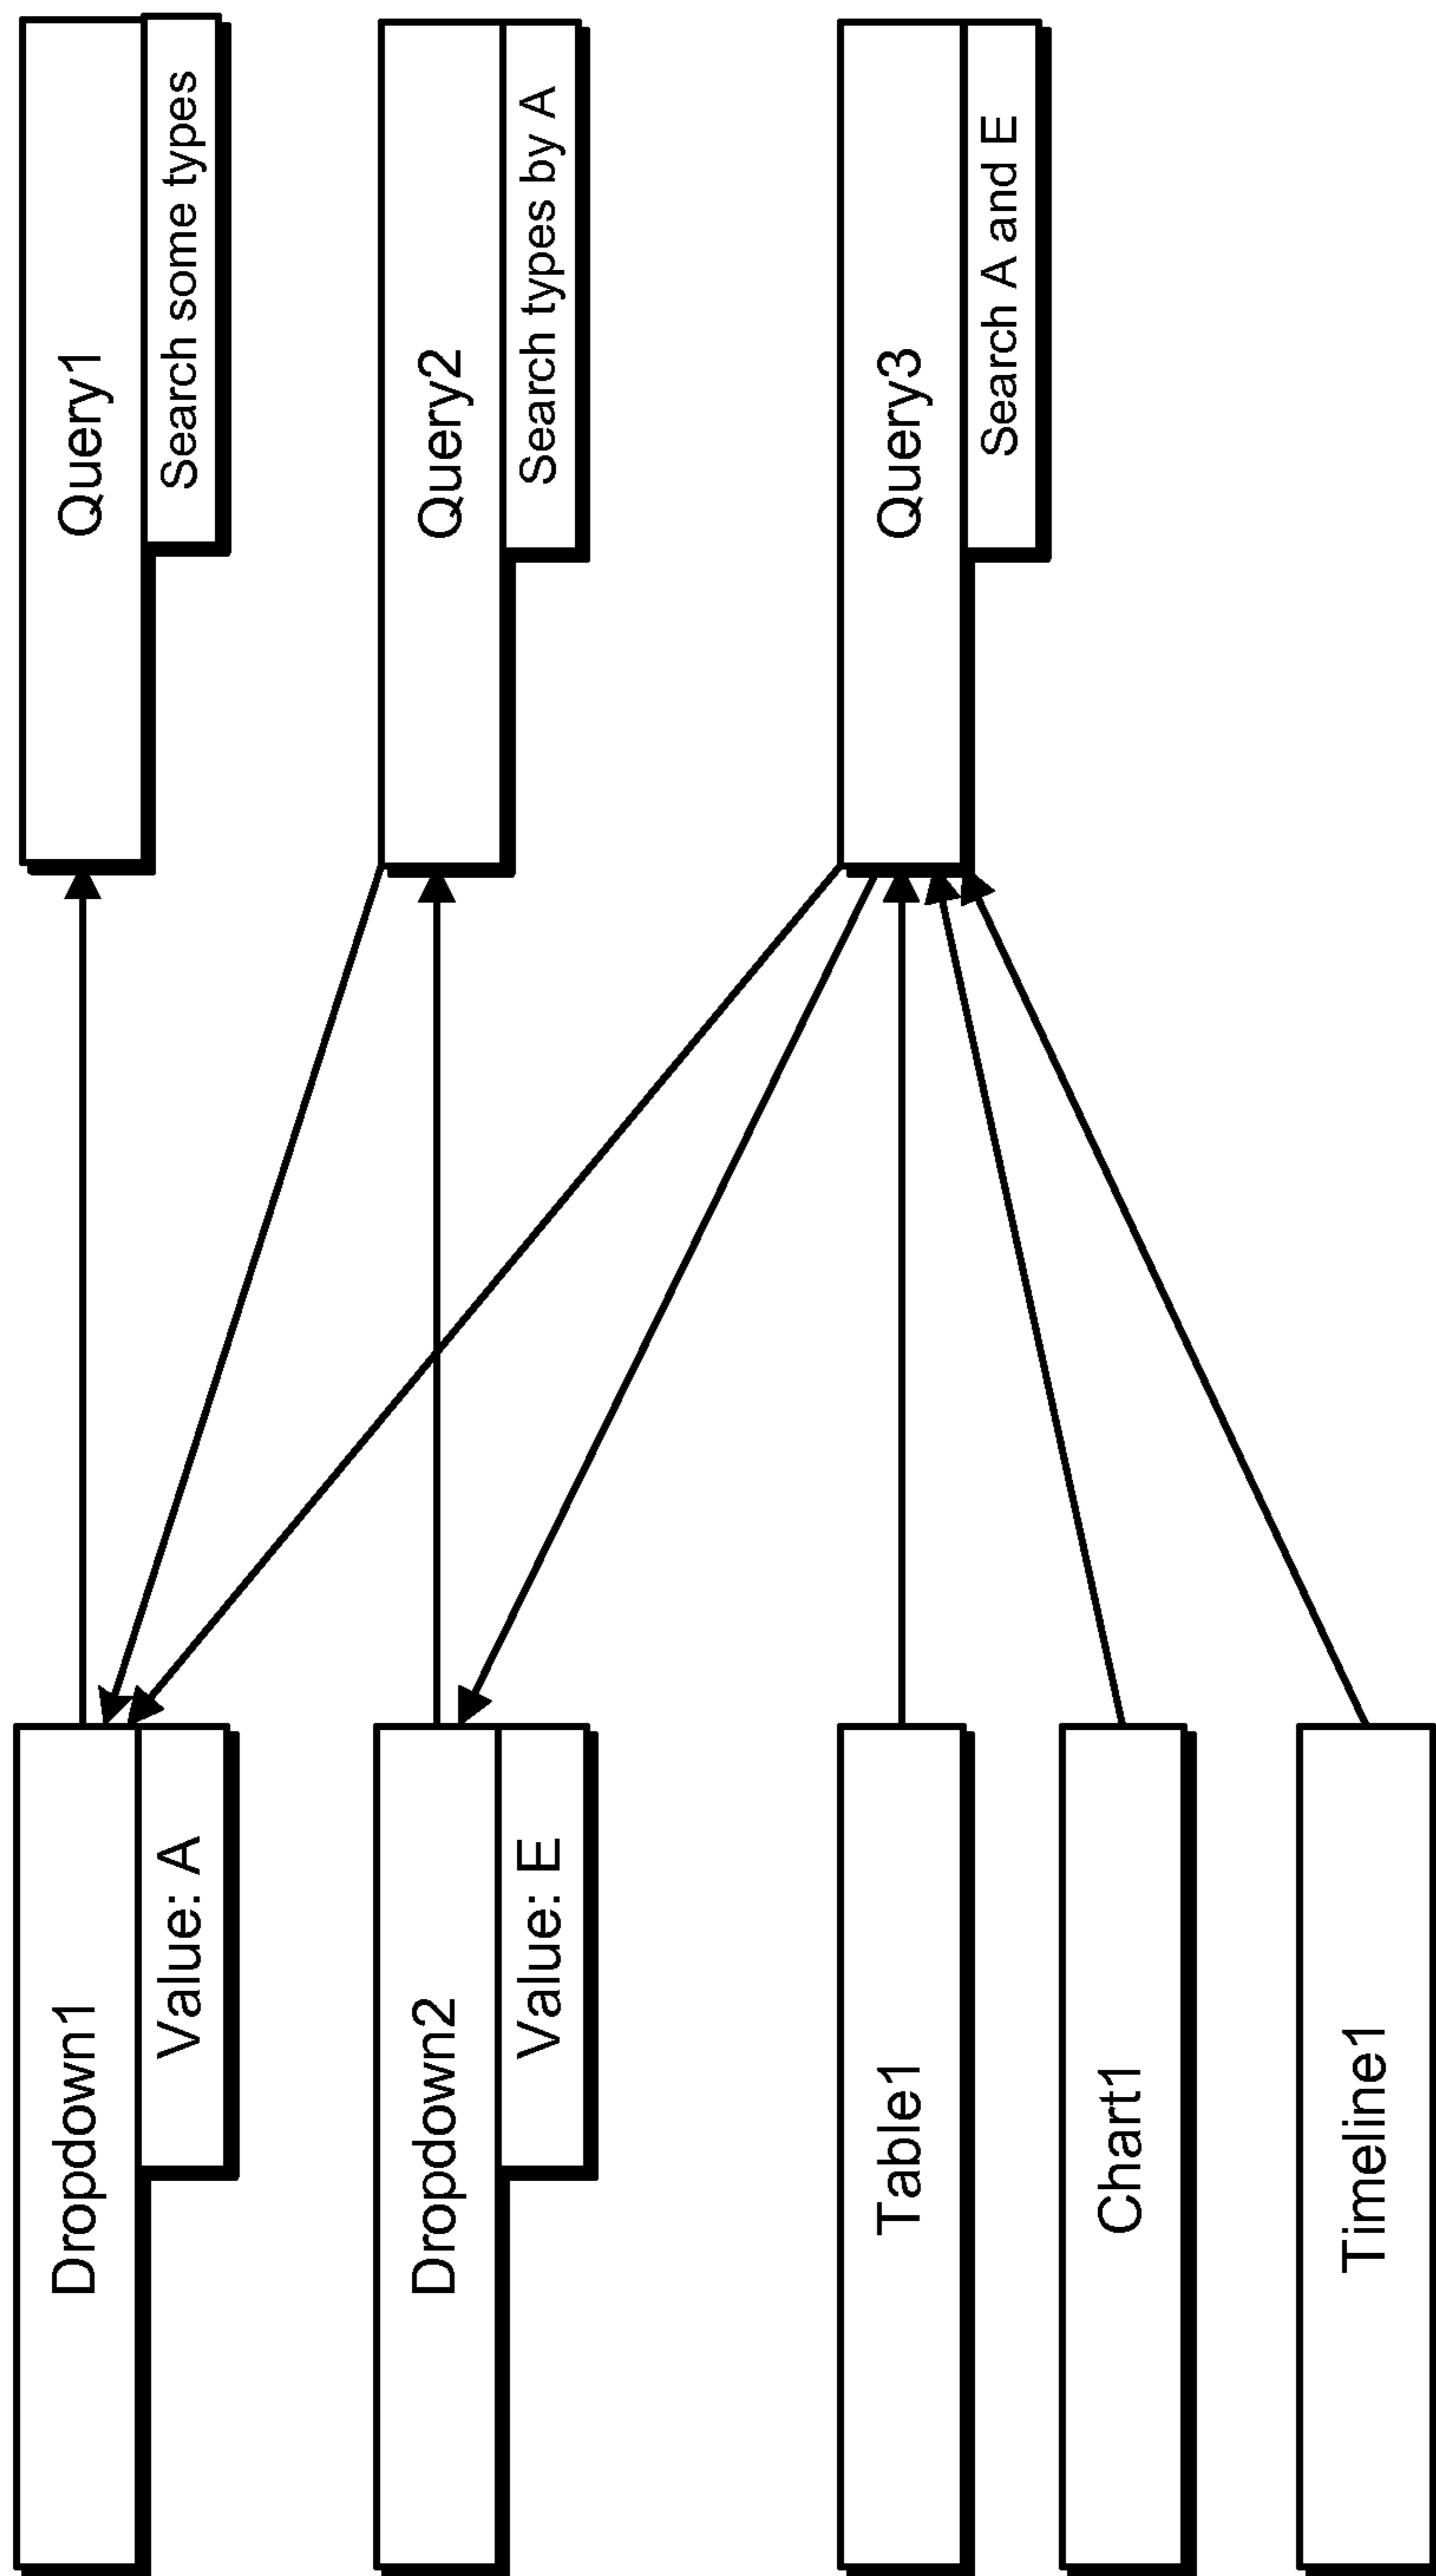 Dropdown1
Value: A
Query1
Search some types
Dropdown2
Value: E
Query2
Search types by A
Table1
Query3
Search A and E
Chart1
Timeline1